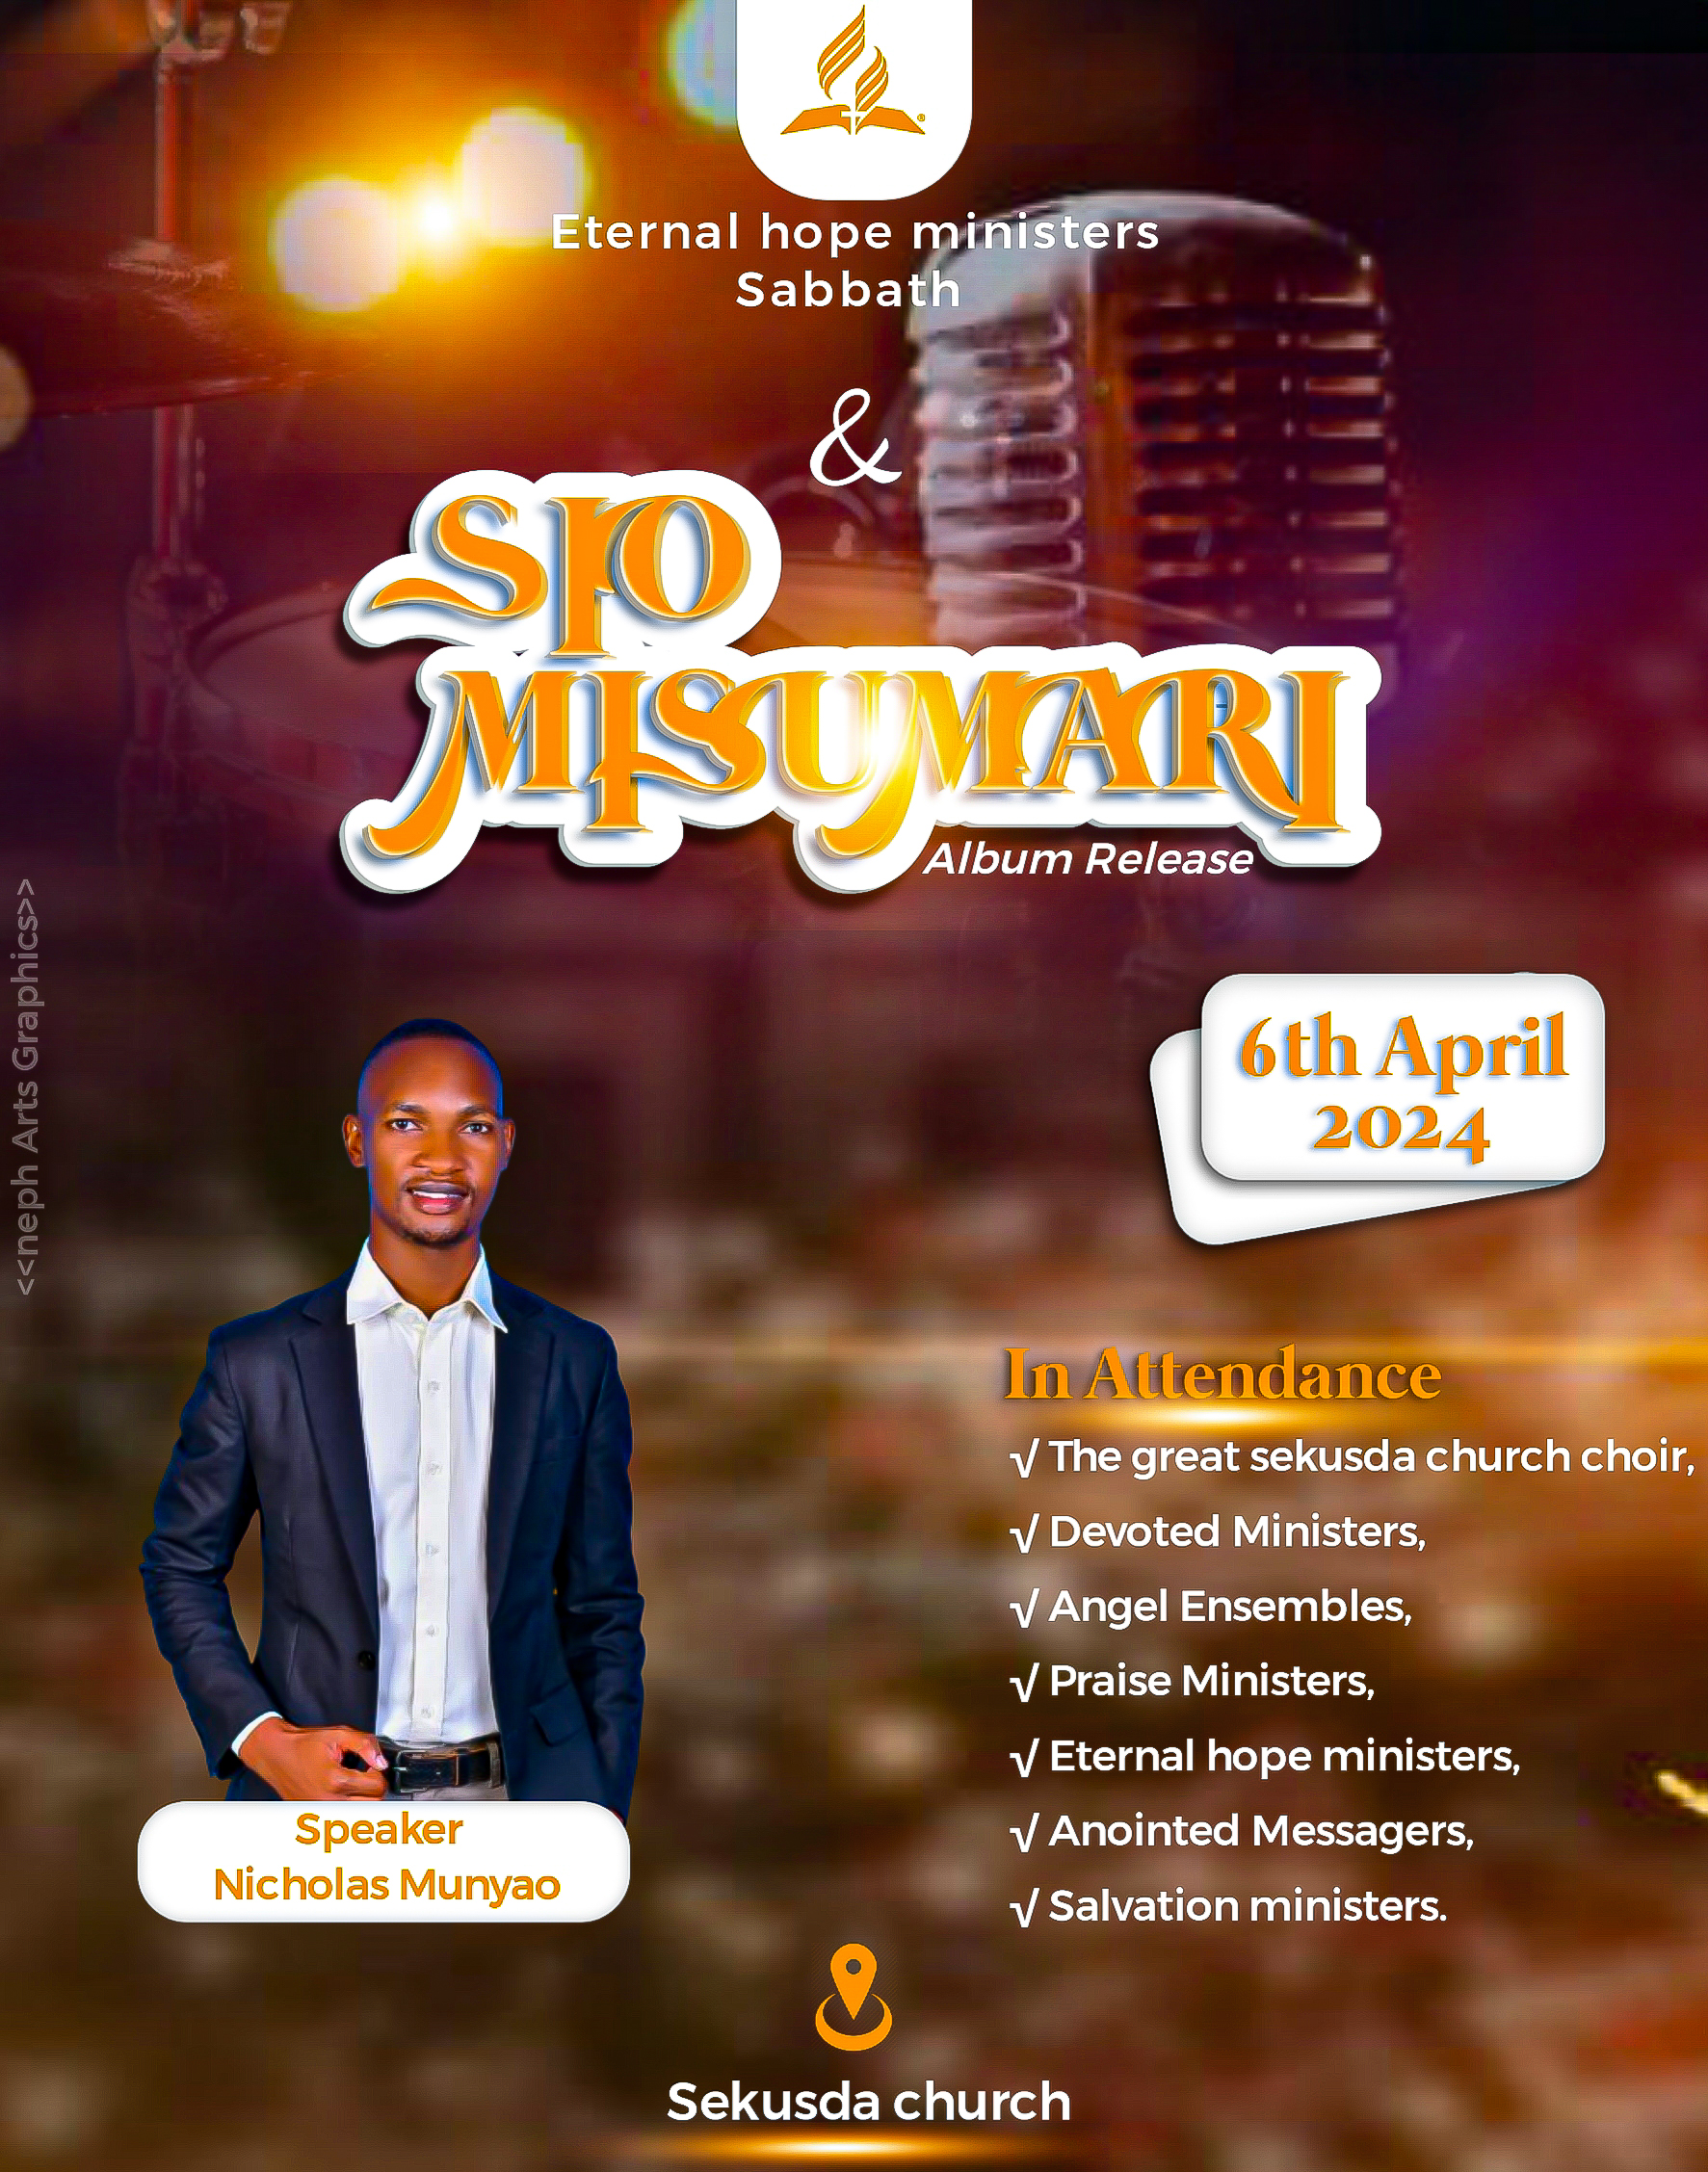 Eternal hope ministers
Sabbath
&
SIO
MISUMARI
Album Release
<<neph Arts Graphics>>
6th April
2024
In Attendance
√ The great sekusda church choir,
√ Devoted Ministers,
√ Angel Ensembles,
√ Praise Ministers,
√ Eternal hope ministers,
√ Anointed Messagers,
√ Salvation ministers.
Speaker
Nicholas Munyao
Sekusda church